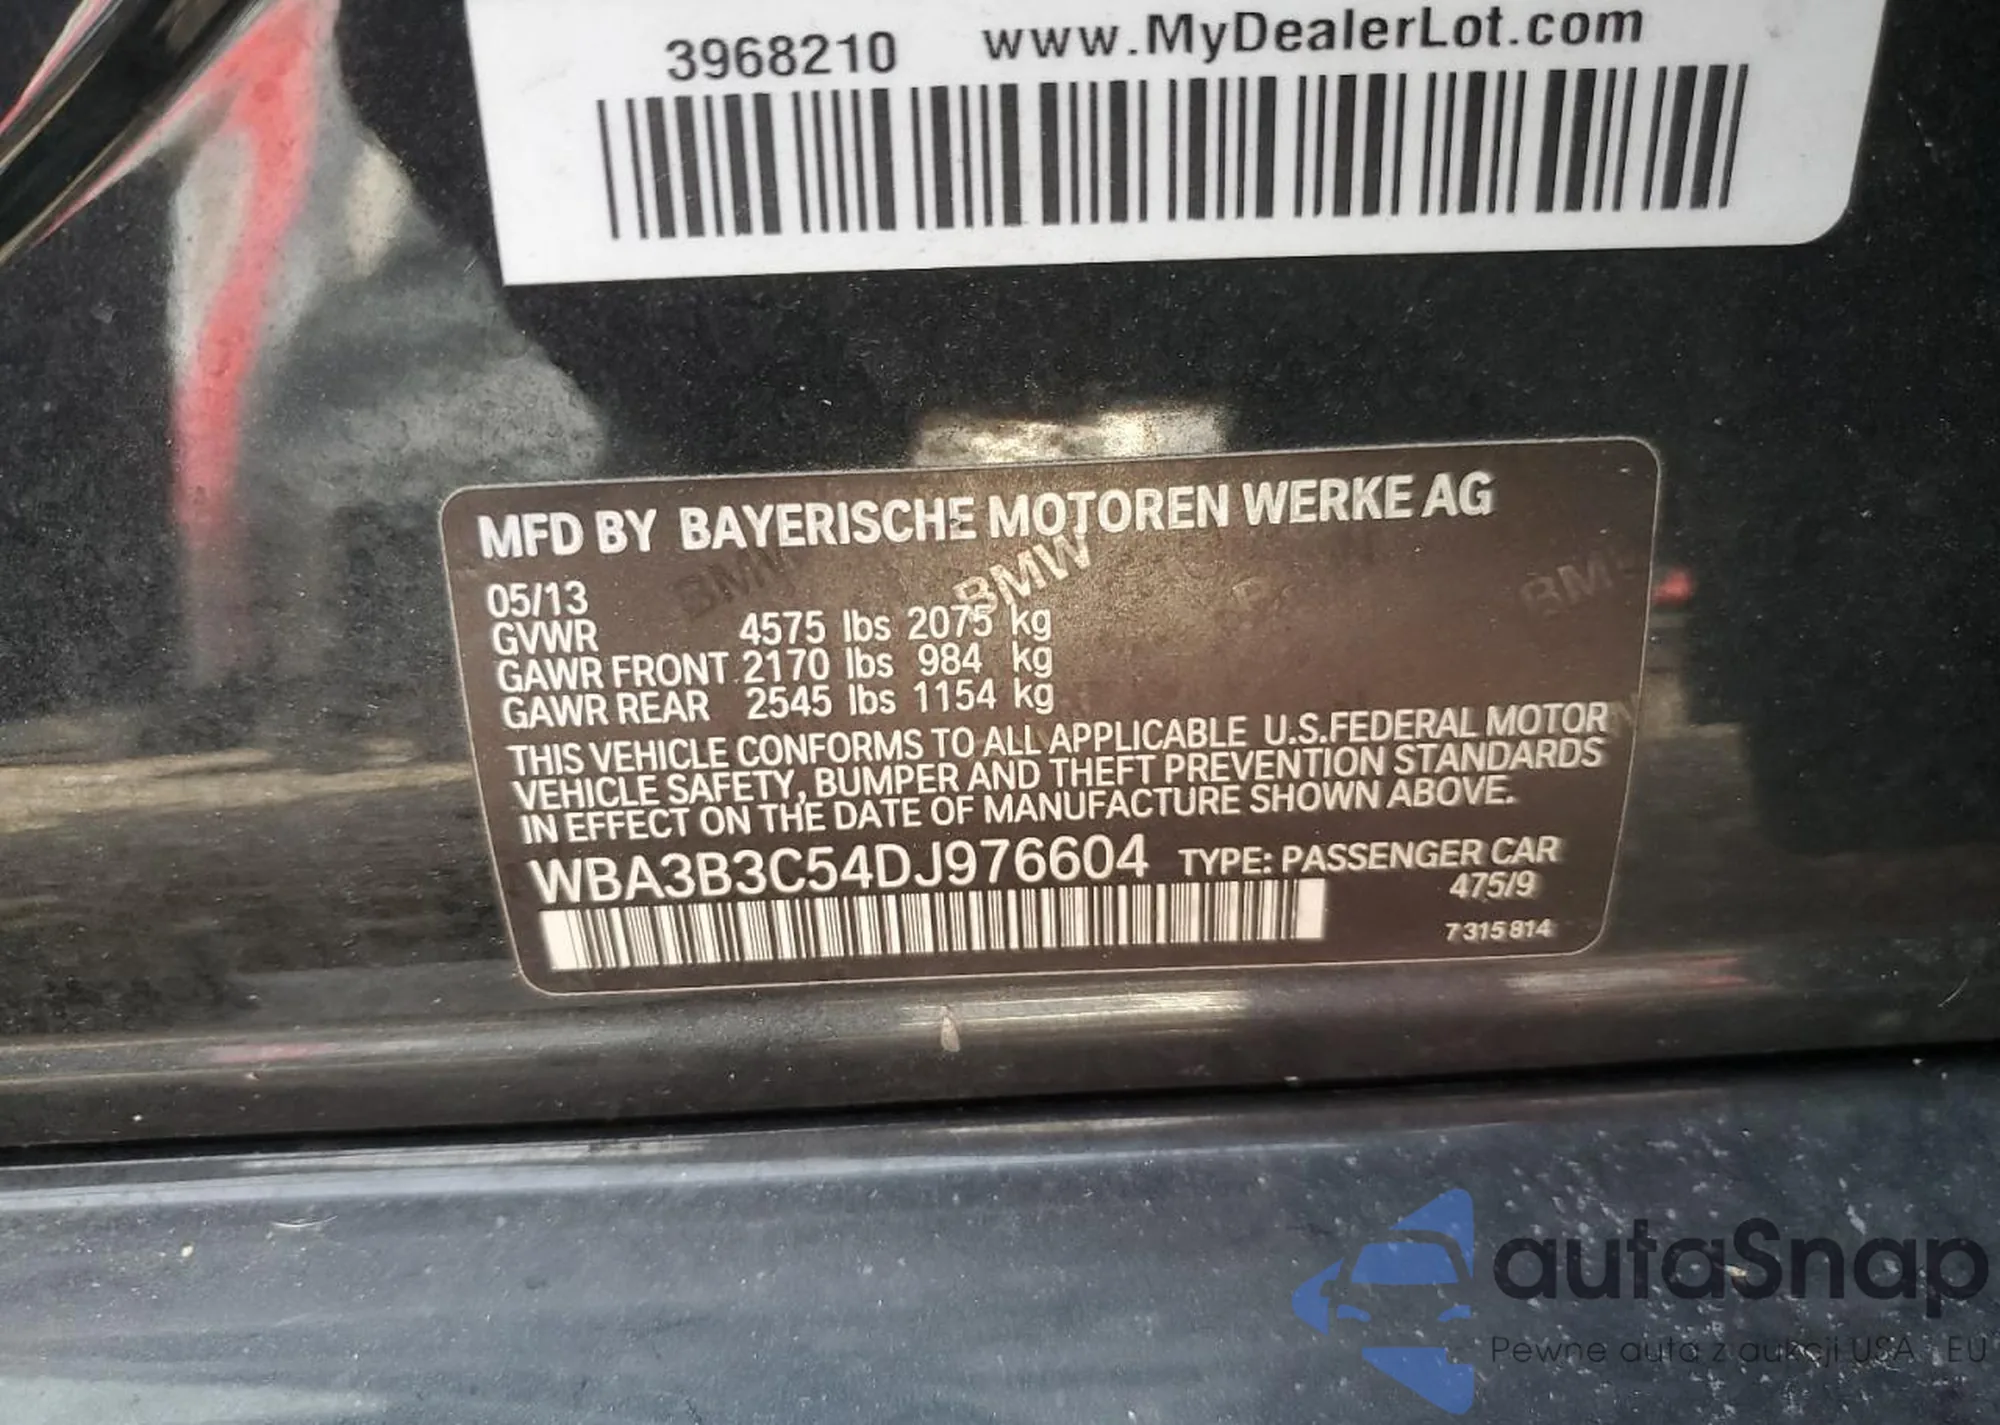 3968210 www.MyDealerLot.com
MFD BY BAYERISCHE MOTOREN WERKE AG
BMW BMW BMW
05/13
GVWR 4575 lbs 2075 kg
GAWR FRONT 2170 lbs 984 kg
GAWR REAR 2545 lbs 1154 kg
THIS VEHICLE CONFORMS TO ALL APPLICABLE U.S.FEDERAL MOTOR
VEHICLE SAFETY, BUMPER AND THEFT PREVENTION STANDARDS
IN EFFECT ON THE DATE OF MANUFACTURE SHOWN ABOVE.
WBA3B3C54DJ976604 TYPE: PASSENGER CAR
475/9
7 315 814
autaSnap
Pewne auta z aukcji USA i EU